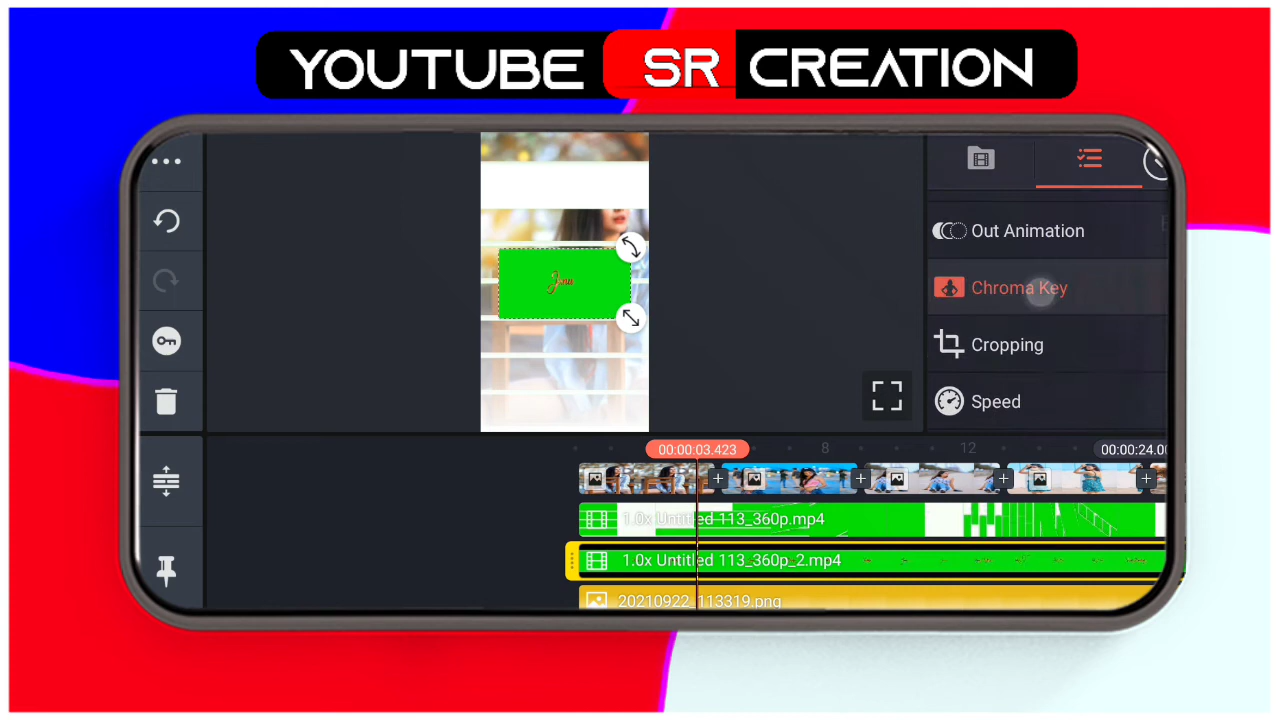 YOUTUBE SR CREATION
Out Animation
Chroma Key
Cropping
Speed
00:00:03.423
8
12
00:00:24.00
1.0x Untitled 113_360p.mp4
1.0x Untitled 113_360p_2.mp4
20210922_113319.png